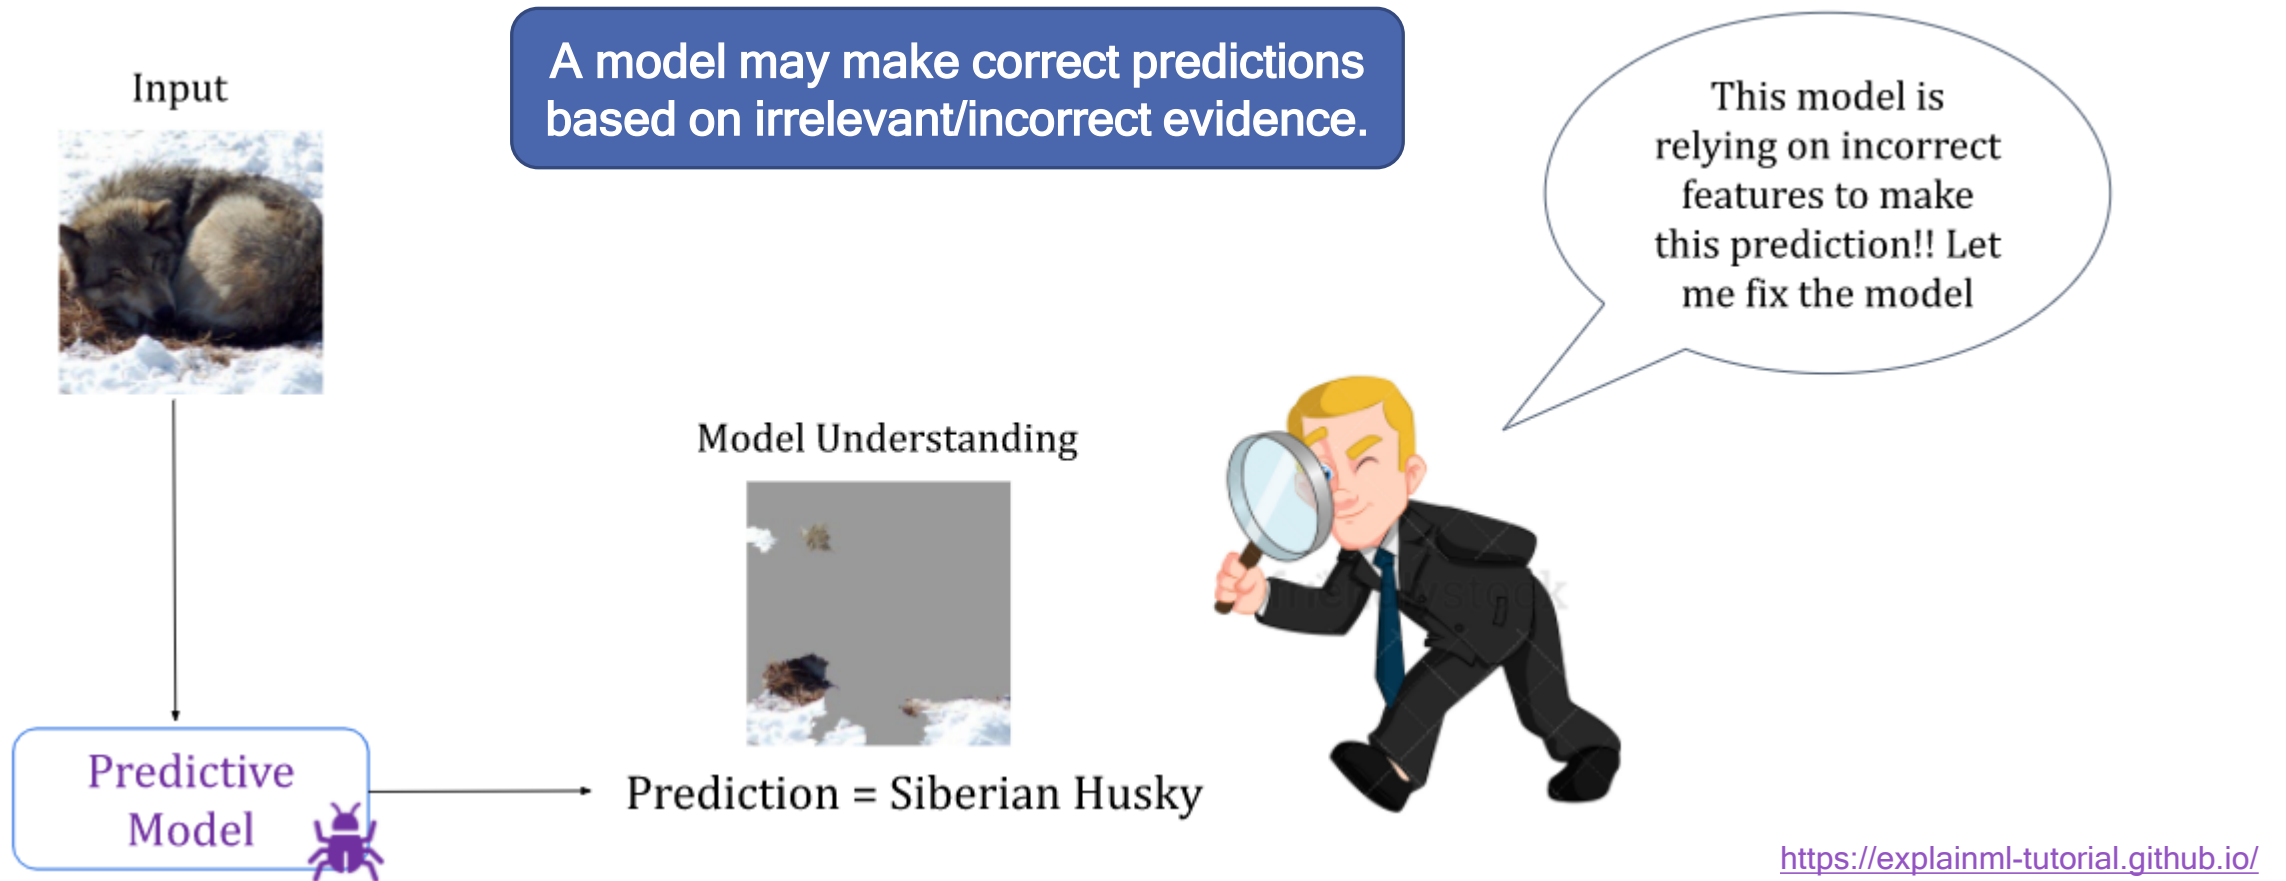 A model may make correct predictions
based on irrelevant/incorrect evidence.
Input
This model is
relying on incorrect
features to make
this prediction!! Let
me fix the model
Model Understanding
Predictive
Model
Prediction = Siberian Husky
https://explainml-tutorial.github.io/